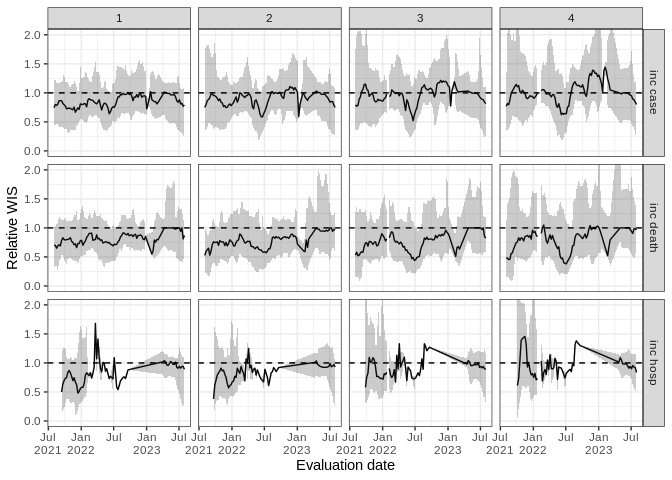 1 2 3 4
2.0
1.5
1.0
0.5
0.0
inc case
2.0
1.5
1.0
0.5
0.0
inc death
2.0
1.5
1.0
0.5
0.0
inc hosp
Relative WIS
Jul Jan Jul Jan Jul Jul Jan Jul Jan Jul Jul Jan Jul Jan Jul Jul Jan Jul Jan Jul
2021 2022 2023 2021 2022 2023 2021 2022 2023 2021 2022 2023
Evaluation date